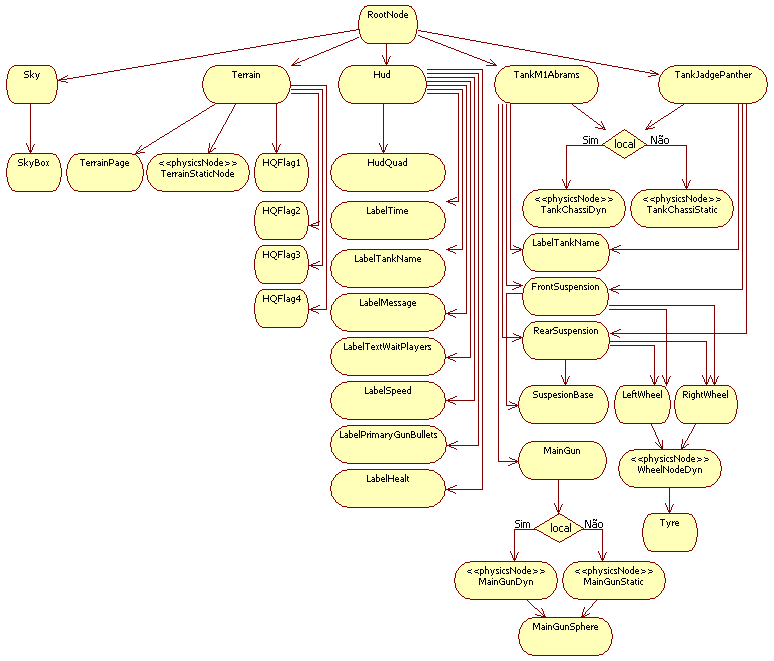 RootNode
Sky
Terrain
Hud
TankM1Abrams
TankJadgePanther
Sim
local
Não
SkyBox
TerrainPage
<<physicsNode>>
TerrainStaticNode
HQFlag1
HudQuad
<<physicsNode>>
TankChassiDyn
<<physicsNode>>
TankChassiStatic
HQFlag2
LabelTime
LabelTankName
HQFlag3
LabelTankName
FrontSuspension
HQFlag4
LabelMessage
RearSuspension
LabelTextWaitPlayers
LabelSpeed
SuspesionBase
LeftWheel
RightWheel
LabelPrimaryGunBullets
MainGun
<<physicsNode>>
WheelNodeDyn
LabelHealt
Sim
local
Não
Tyre
<<physicsNode>>
MainGunDyn
<<physicsNode>>
MainGunStatic
MainGunSphere